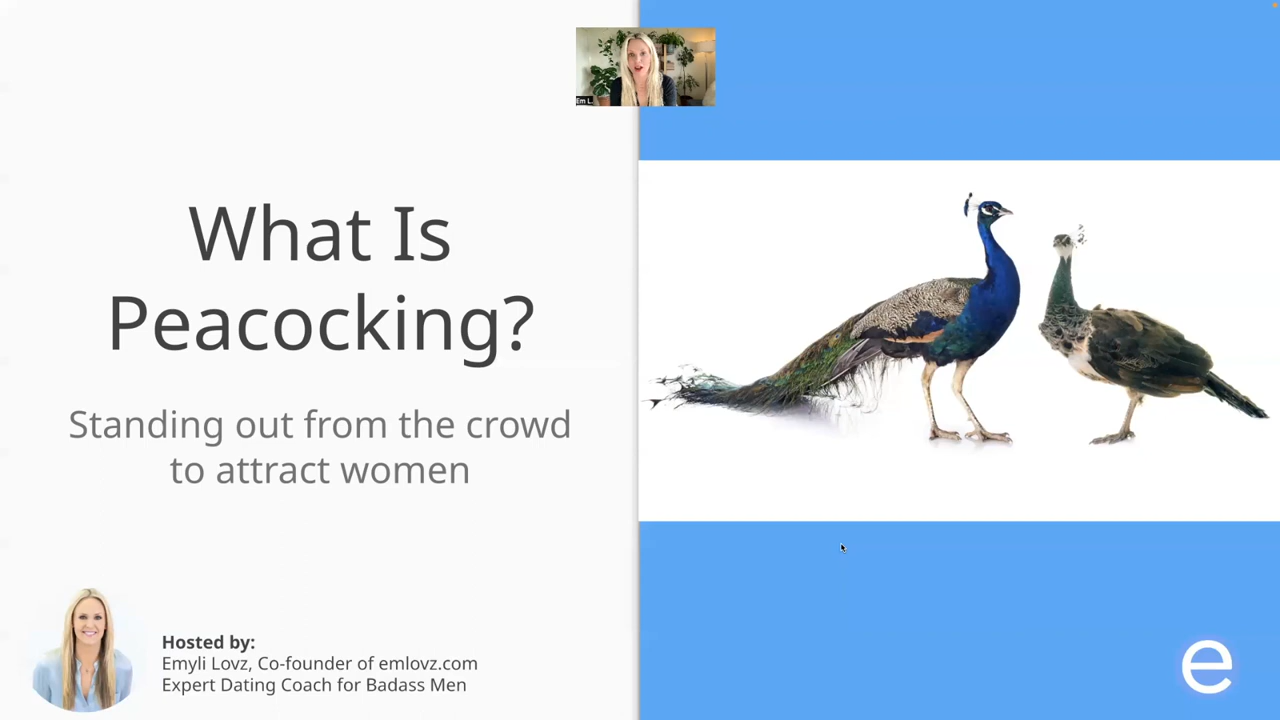 Em L.
What Is
Peacocking?
Standing out from the crowd
to attract women
Hosted by:
Emyli Lovz, Co-founder of emlovz.com
Expert Dating Coach for Badass Men
e